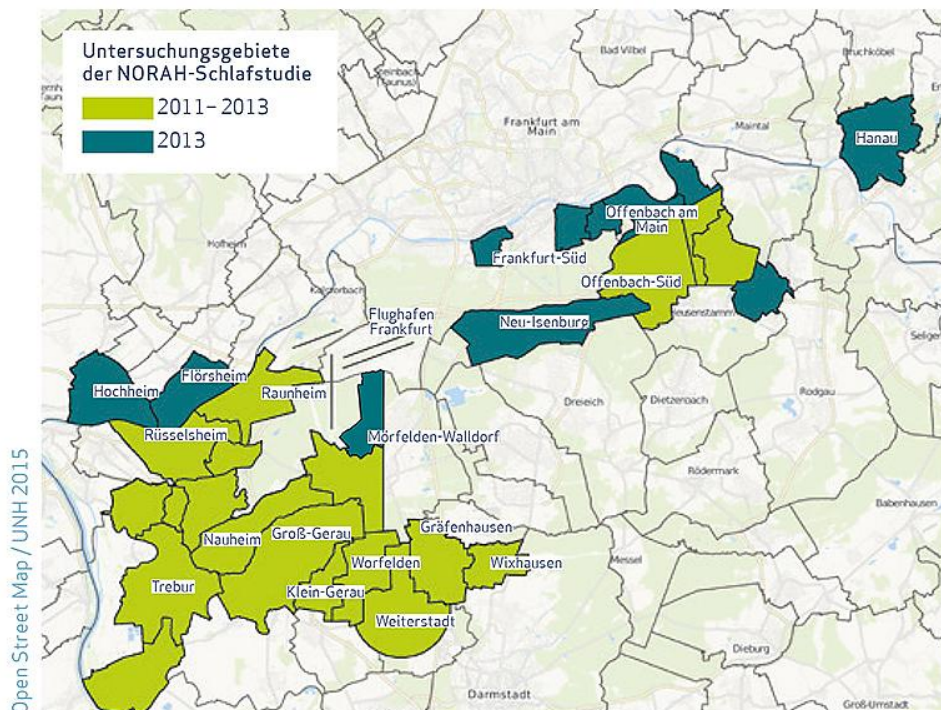 Untersuchungsgebiete
der NORAH-Schlafstudie
2011–2013
2013
Bad Vilbel
Bruchköbel
(Taunus)
Frankfurt am
Main
Maintal
Hanau
Offenbach am
Main
Hofheim
Frankfurt-Süd
Offenbach-Süd
Kelsterbach
Flughafen
Frankfurt
Neu-Isenburg
Heusenstamm
Hochheim
Flörsheim
Raunheim
Dreieich
Dietzenbach
Rodgau
Rüsselsheim
Mörfelden-Walldorf
Rödermark
Babenhausen
Nauheim
Groß-Gerau
Gräfenhausen
Worfelden
Wixhausen
Messel
Trebur
Klein-Gerau
Weiterstadt
Dieburg
Darmstadt
Groß-Umstadt
Open Street Map / UNH 2015